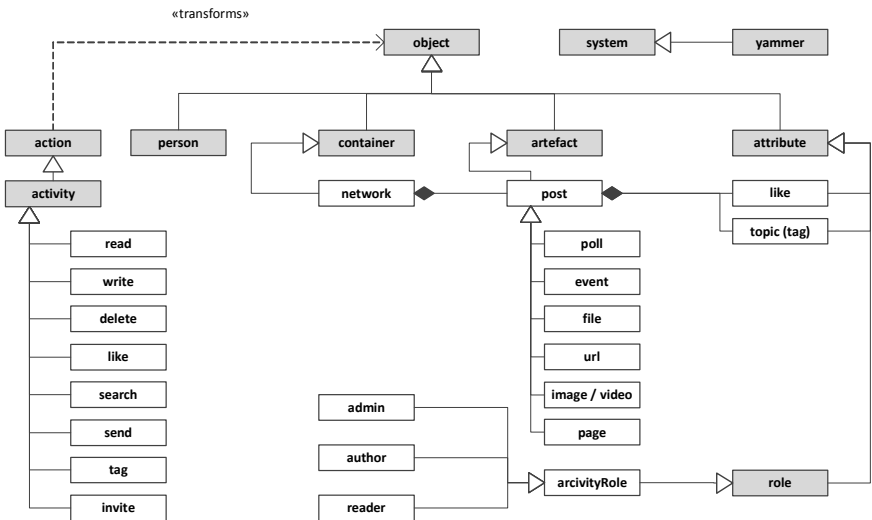 «transforms»
object
system
yammer
action
person
container
artefact
attribute
activity
network
post
like
topic (tag)
read
poll
write
event
delete
file
like
url
search
admin
image / video
send
page
tag
author
arcivityRole
role
invite
reader